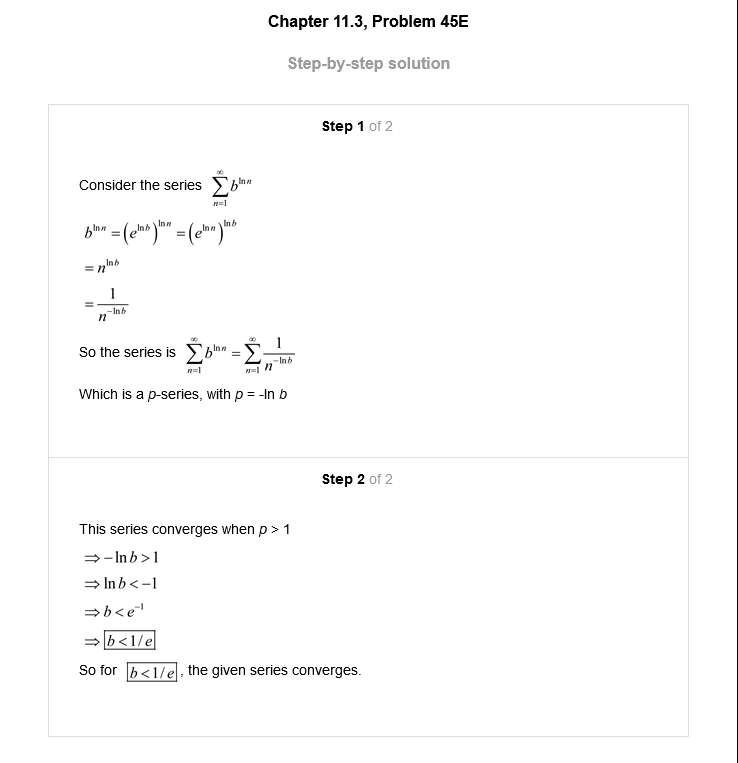 Chapter 11.3, Problem 45E
Step-by-step solution
Step 1 of 2
Consider the series $\sum_{n=1}^{\infty} b^{\ln n}$
$b^{\ln n} = \left(e^{\ln b}\right)^{\ln n} = \left(e^{\ln n}\right)^{\ln b}$
$= n^{\ln b}$
$= \frac{1}{n^{-\ln b}}$
So the series is $\sum_{n=1}^{\infty} b^{\ln n} = \sum_{n=1}^{\infty} \frac{1}{n^{-\ln b}}$
Which is a p-series, with p = -ln b
Step 2 of 2
This series converges when p > 1
$\Rightarrow -\ln b > 1$
$\Rightarrow \ln b < -1$
$\Rightarrow b < e^{-1}$
$\Rightarrow \boxed{b < 1/e}$
So for $\boxed{b < 1/e}$, the given series converges.